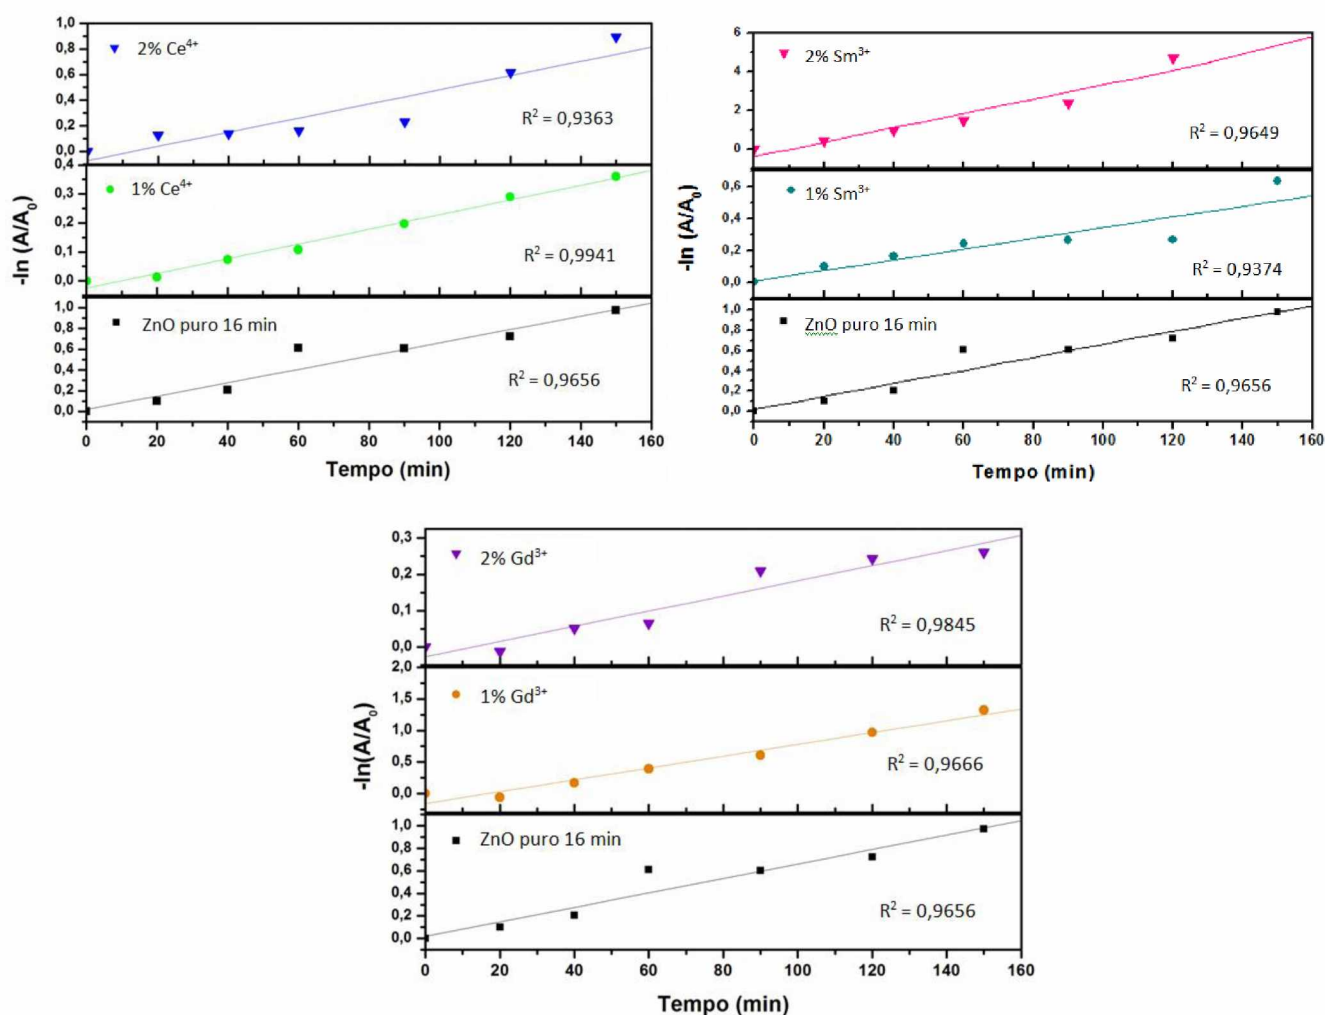 1,0
2% Ce⁴⁺
0,8
0,6
0,4
R² = 0,9363
0,2
0,0
0,4
1% Ce⁴⁺
0,3
0,2
R² = 0,9941
0,1
0,0
-ln (A/A₀)
1,0
ZnO puro 16 min
0,8
0,6
0,4
R² = 0,9656
0,2
0,0
0 20 40 60 80 100 120 140 160
Tempo (min)
6
2% Sm³⁺
4
2
R² = 0,9649
0
0,6
1% Sm³⁺
0,4
0,2
R² = 0,9374
0,0
-ln (A/A₀)
1,0
ZnO puro 16 min
0,8
0,6
0,4
R² = 0,9656
0,2
0,0
0 20 40 60 80 100 120 140 160
Tempo (min)
0,3
2% Gd³⁺
0,2
0,1
R² = 0,9845
0,0
2,0
1% Gd³⁺
1,5
1,0
R² = 0,9666
0,5
0,0
-ln(A/A₀)
1,0
ZnO puro 16 min
0,8
0,6
0,4
R² = 0,9656
0,2
0,0
0 20 40 60 80 100 120 140 160
Tempo (min)